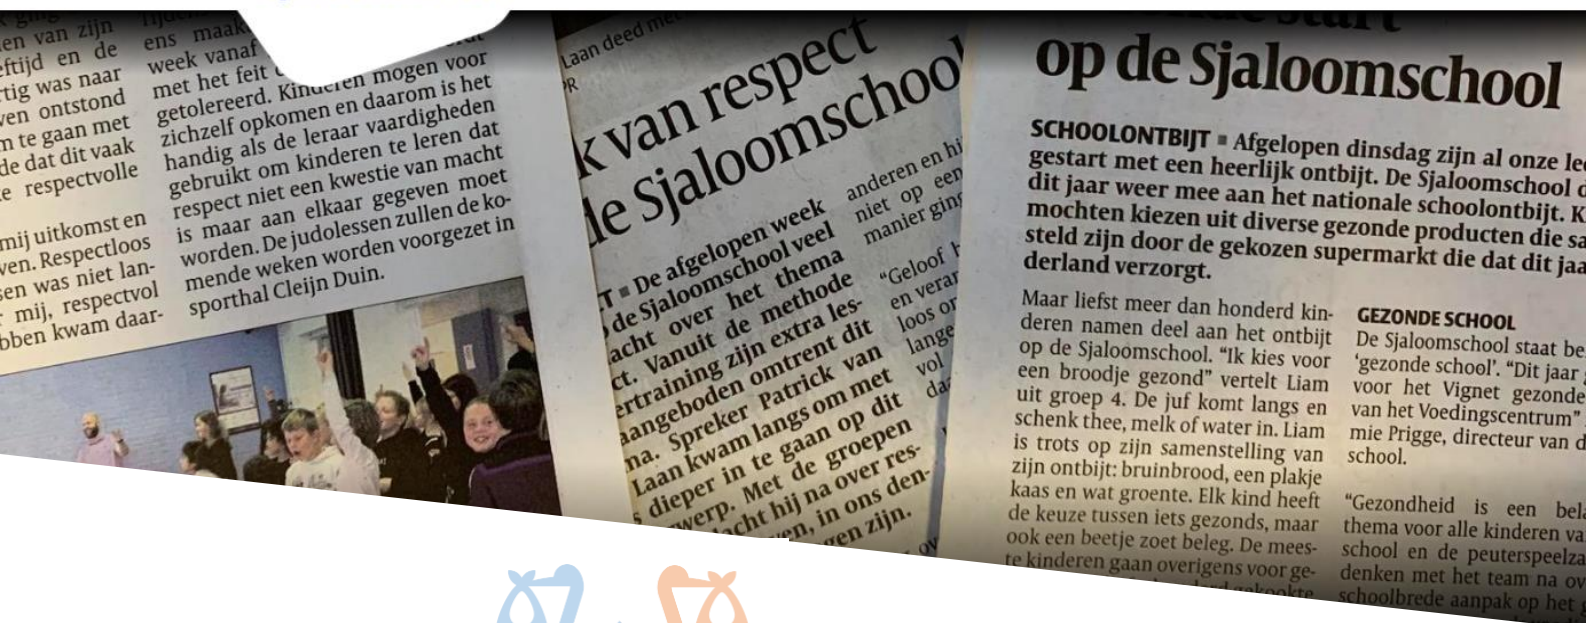 en van zijn
eftijd en de
rtig was naar
ven ontstond
n te gaan met
de dat dit vaak
e respectvolle
mij uitkomst en
ven. Respectloos
sen was niet lan-
r mij, respectvol
bben kwam daar-
ens maak
week vanaf
met het feit
getolereerd. Kinderen mogen voor
zichzelf opkomen en daarom is het
handig als de leraar vaardigheden
gebruikt om kinderen te leren dat
respect niet een kwestie van macht
is maar aan elkaar gegeven moet
worden. De judolessen zullen de ko-
mende weken worden voorgezet in
sporthal Cleijn Duin.
Laan deed met
PR
k van respect
de Sjaloomschool
T ▪ De afgelopen week
de Sjaloomschool veel
acht over het thema
ct. Vanuit de methode
ertraining zijn extra les-
aangeboden omtrent dit
na. Spreker Patrick van
Laan kwam langs om met
s dieper in te gaan op dit
werp. Met de groepen
acht hij na over res-
en, in ons den-
gen zijn.
anderen en hi
niet op een
manier ging
“Geloof h
en veran
loos or
lange
vol
daa
ov
start
op de Sjaloomschool
SCHOOLONTBIJT ▪ Afgelopen dinsdag zijn al onze lee
gestart met een heerlijk ontbijt. De Sjaloomschool d
dit jaar weer mee aan het nationale schoolontbijt. K
mochten kiezen uit diverse gezonde producten die sa
steld zijn door de gekozen supermarkt die dat dit jaa
derland verzorgt.
Maar liefst meer dan honderd kin-
deren namen deel aan het ontbijt
op de Sjaloomschool. “Ik kies voor
een broodje gezond” vertelt Liam
uit groep 4. De juf komt langs en
schenk thee, melk of water in. Liam
is trots op zijn samenstelling van
zijn ontbijt: bruinbrood, een plakje
kaas en wat groente. Elk kind heeft
de keuze tussen iets gezonds, maar
ook een beetje zoet beleg. De mees-
te kinderen gaan overigens voor ge-
gekookte
GEZONDE SCHOOL
De Sjaloomschool staat be
‘gezonde school’. “Dit jaar
voor het Vignet gezonde
van het Voedingscentrum”
mie Prigge, directeur van d
school.
“Gezondheid is een bela
thema voor alle kinderen va
school en de peuterspeelza
denken met het team na ov
schoolbrede aanpak op het g